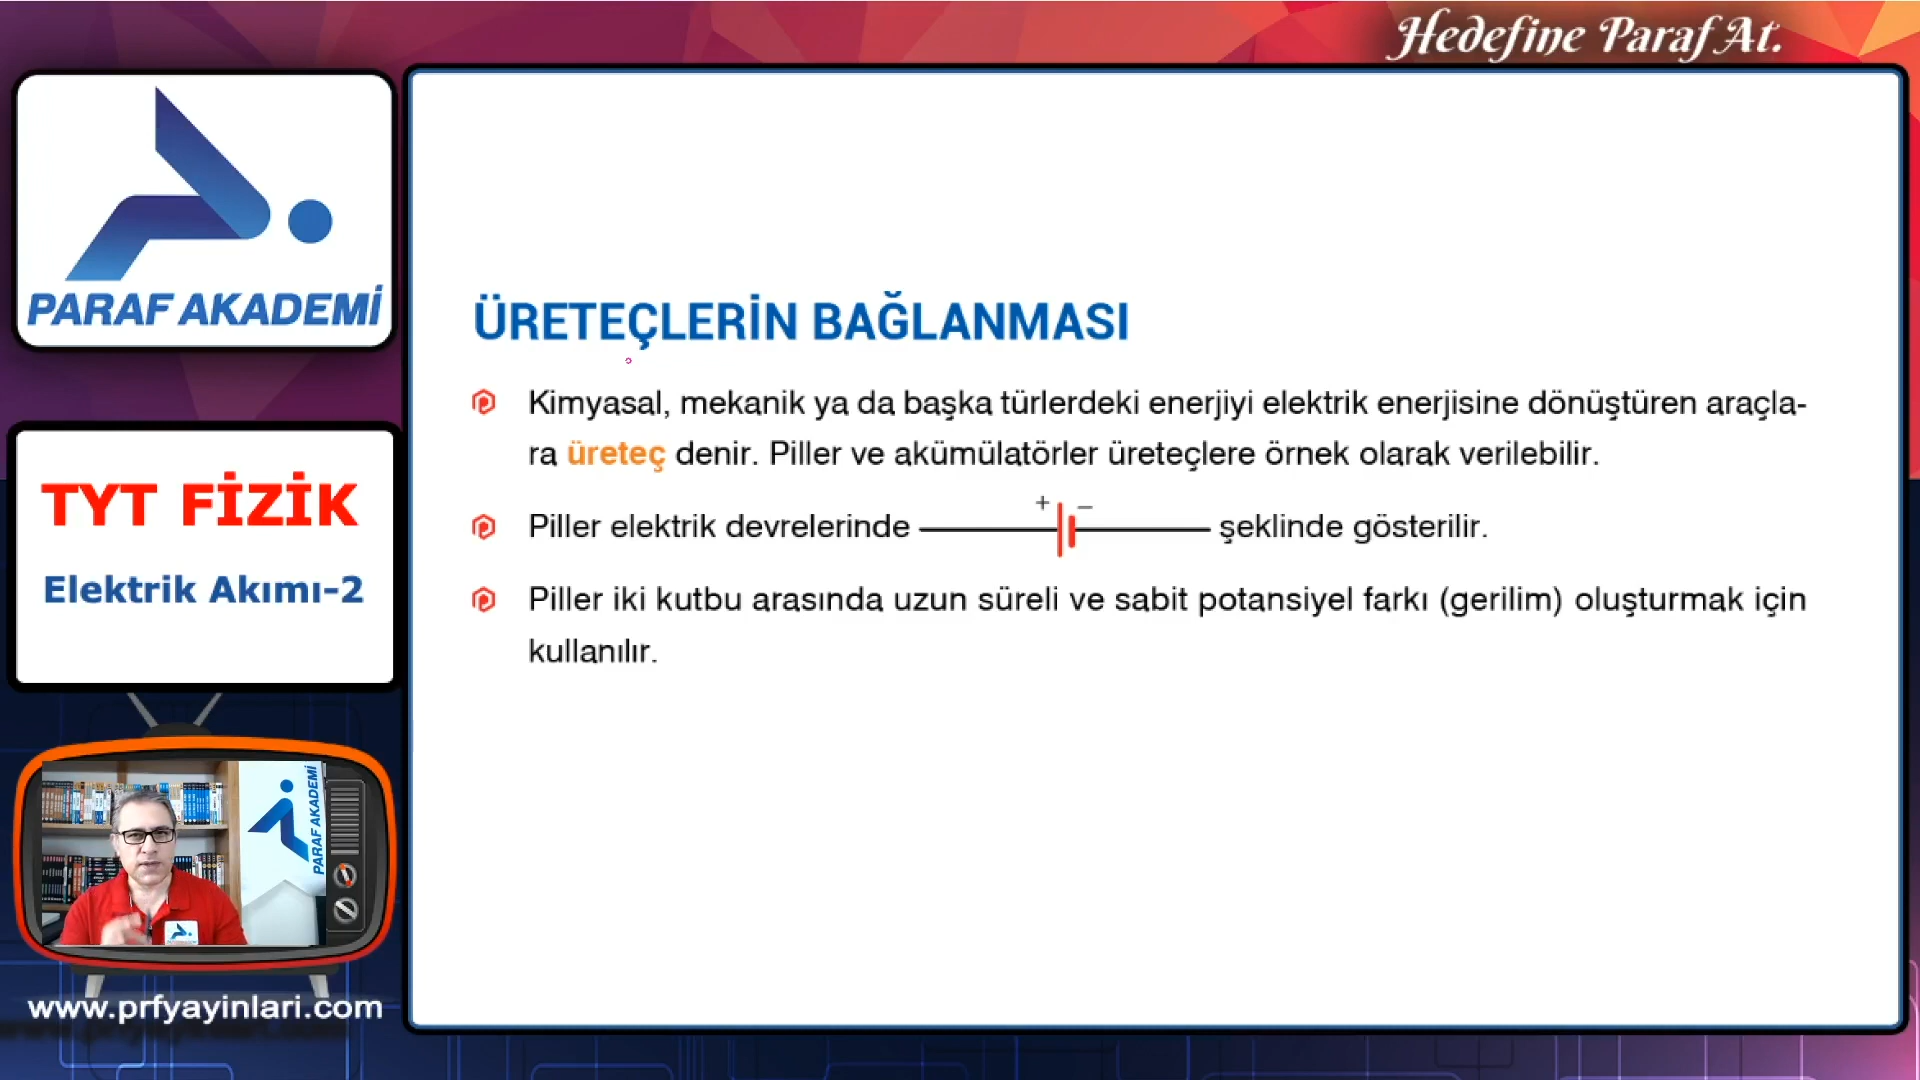 Hedefine Paraf At.
PARAF AKADEMİ
TYT FİZİK
Elektrik Akımı-2
PARAF AKADEMİ
www.prfyayinlari.com
ÜRETEÇLERİN BAĞLANMASI
Kimyasal, mekanik ya da başka türlerdeki enerjiyi elektrik enerjisine dönüştüren araçla-
ra üreteç denir. Piller ve akümülatörler üreteçlere örnek olarak verilebilir.
+ –
Piller elektrik devrelerinde şeklinde gösterilir.
Piller iki kutbu arasında uzun süreli ve sabit potansiyel farkı (gerilim) oluşturmak için
kullanılır.